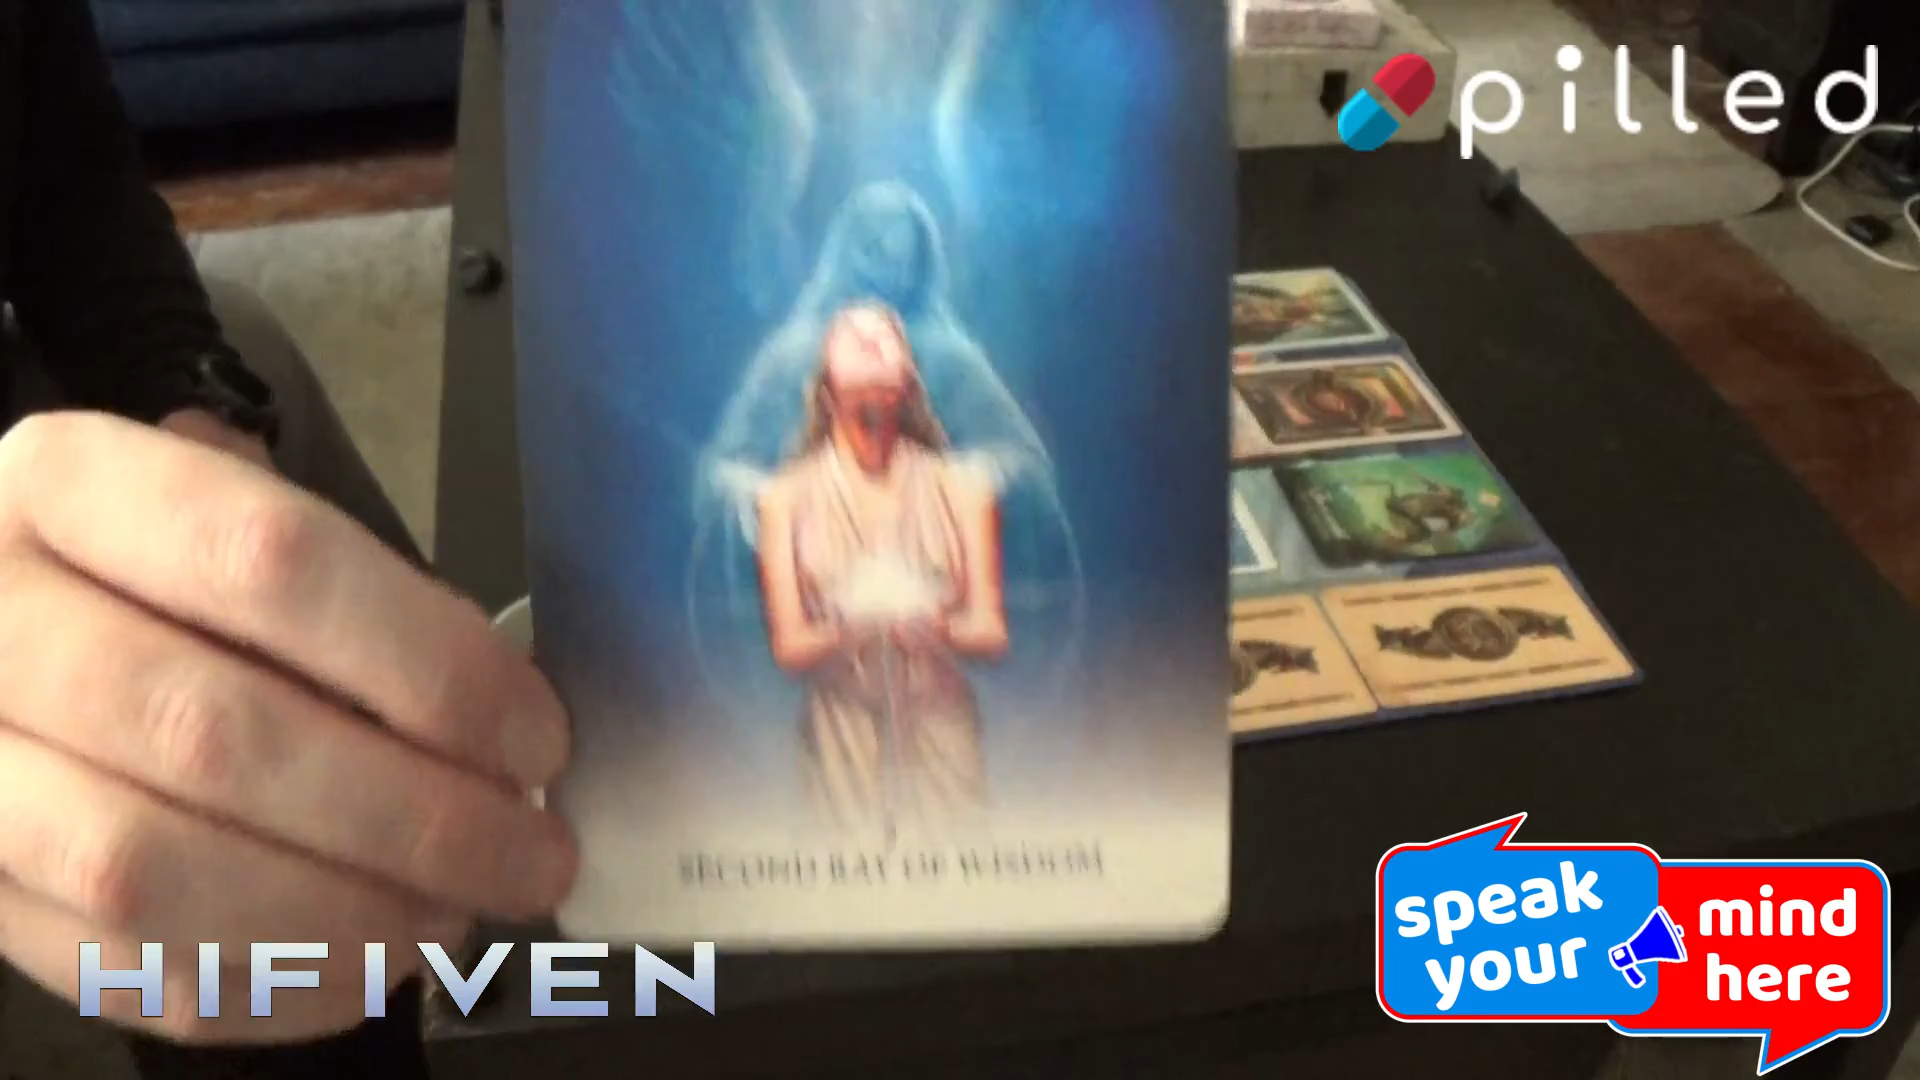 pilled
SECOND RAY OF WISDOM
speak
your
mind
here
HIFIVEN